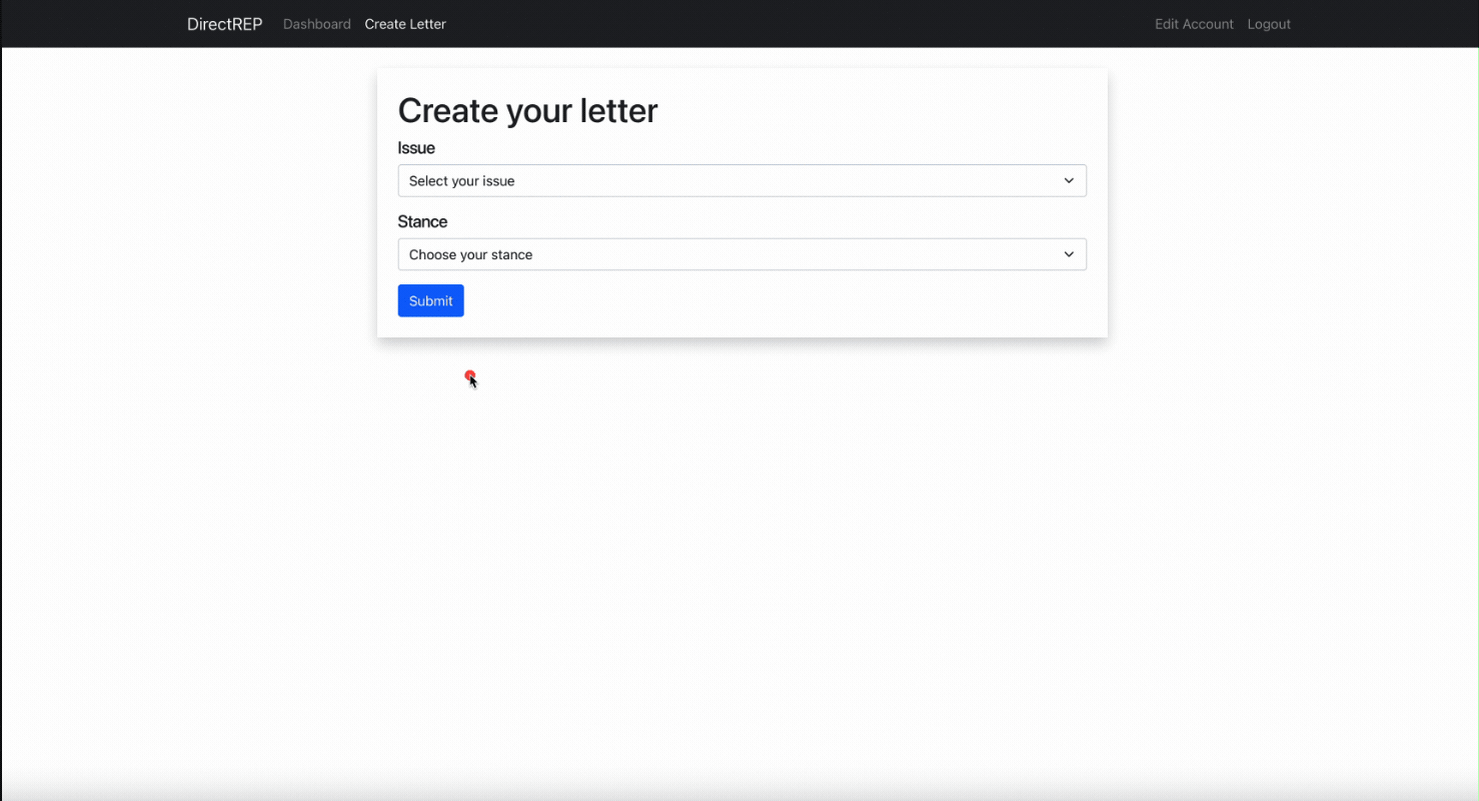 DirectREP Dashboard Create Letter Edit Account Logout
Create your letter
Issue
Select your issue
Stance
Choose your stance
Submit